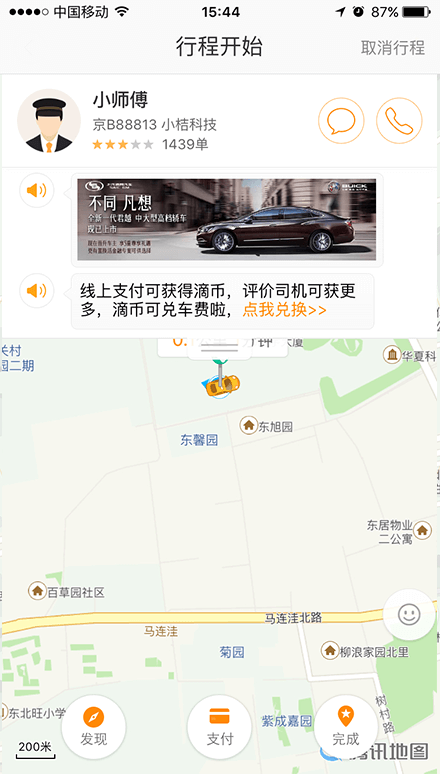 中国移动
15:44
87%
行程开始
取消行程
小师傅
京B88813 小桔科技
1439单
BUICK
不同 凡想
全新一代君越 中大型高档轿车
现已上市
线上支付可获得滴币，评价司机可获更
多，滴币可兑车费啦，点我兑换>>
关村
园二期
大厦
华夏科
东旭园
东馨园
东居物业
二公寓
百草园社区
马连洼北路
马连洼
菊园
柳浪家园北里
东北旺小学
紫成嘉园
树村路
发现
支付
完成
200米
腾讯地图